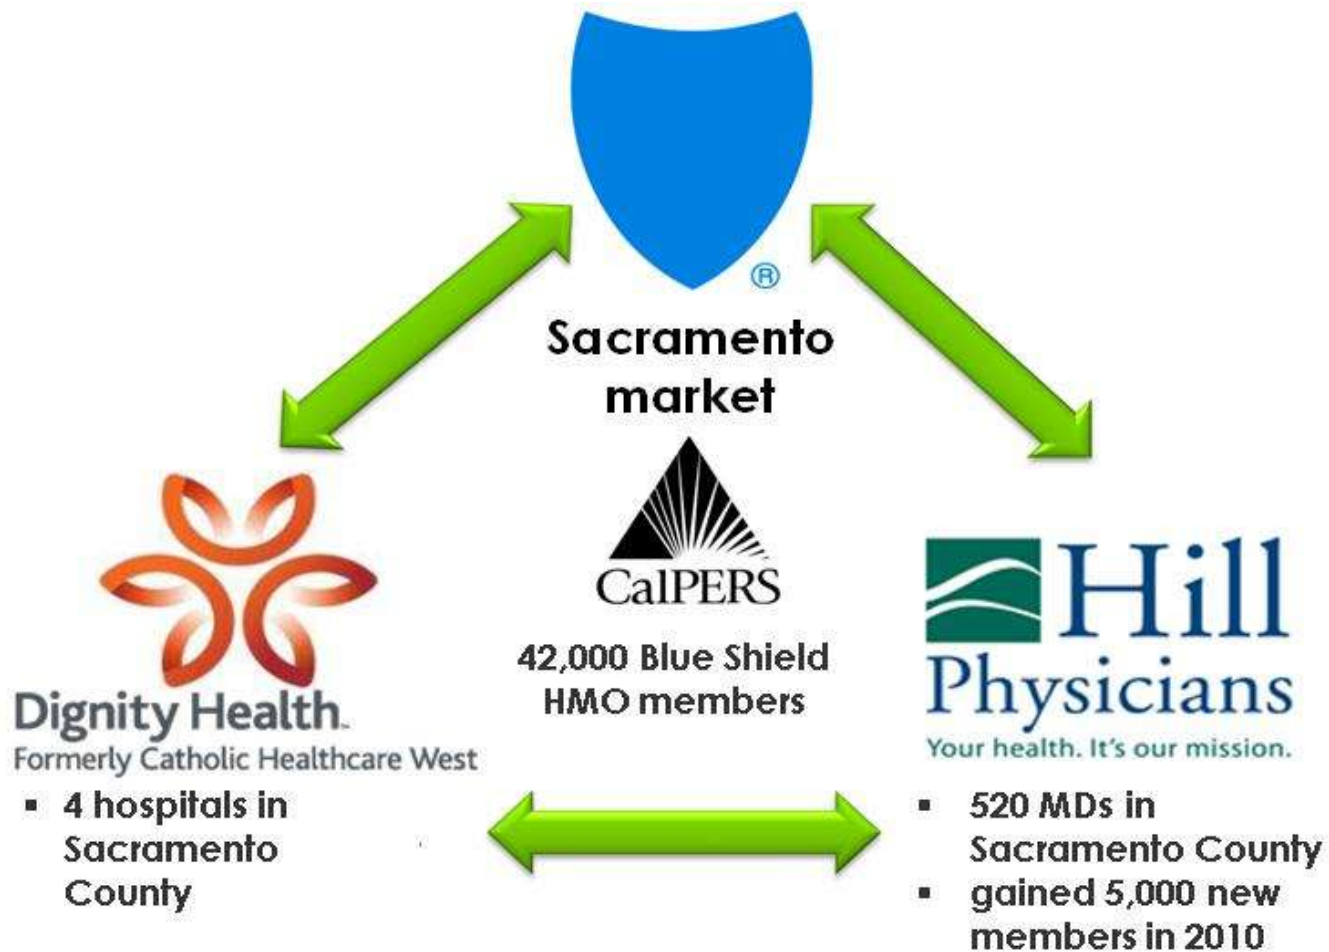 ®
Sacramento
market
CalPERS
42,000 Blue Shield
HMO members
Dignity Health™
Formerly Catholic Healthcare West
▪ 4 hospitals in
Sacramento
County
Hill
Physicians
Your health. It's our mission.
▪ 520 MDs in
Sacramento County
▪ gained 5,000 new
members in 2010